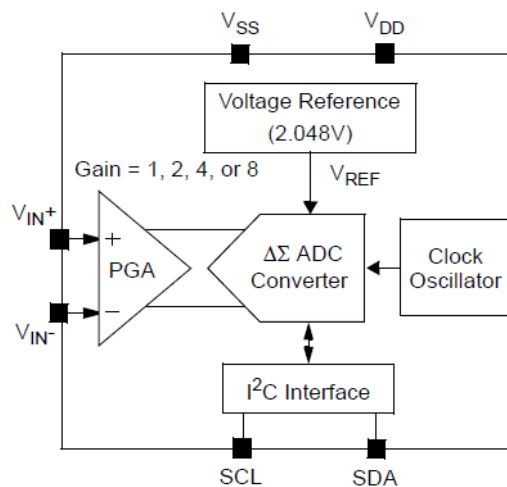 VSS
VDD
Voltage Reference
(2.048V)
Gain = 1, 2, 4, or 8
VREF
VIN+
+
PGA
ΔΣ ADC
Converter
Clock
Oscillator
−
VIN-
I2C Interface
SCL
SDA